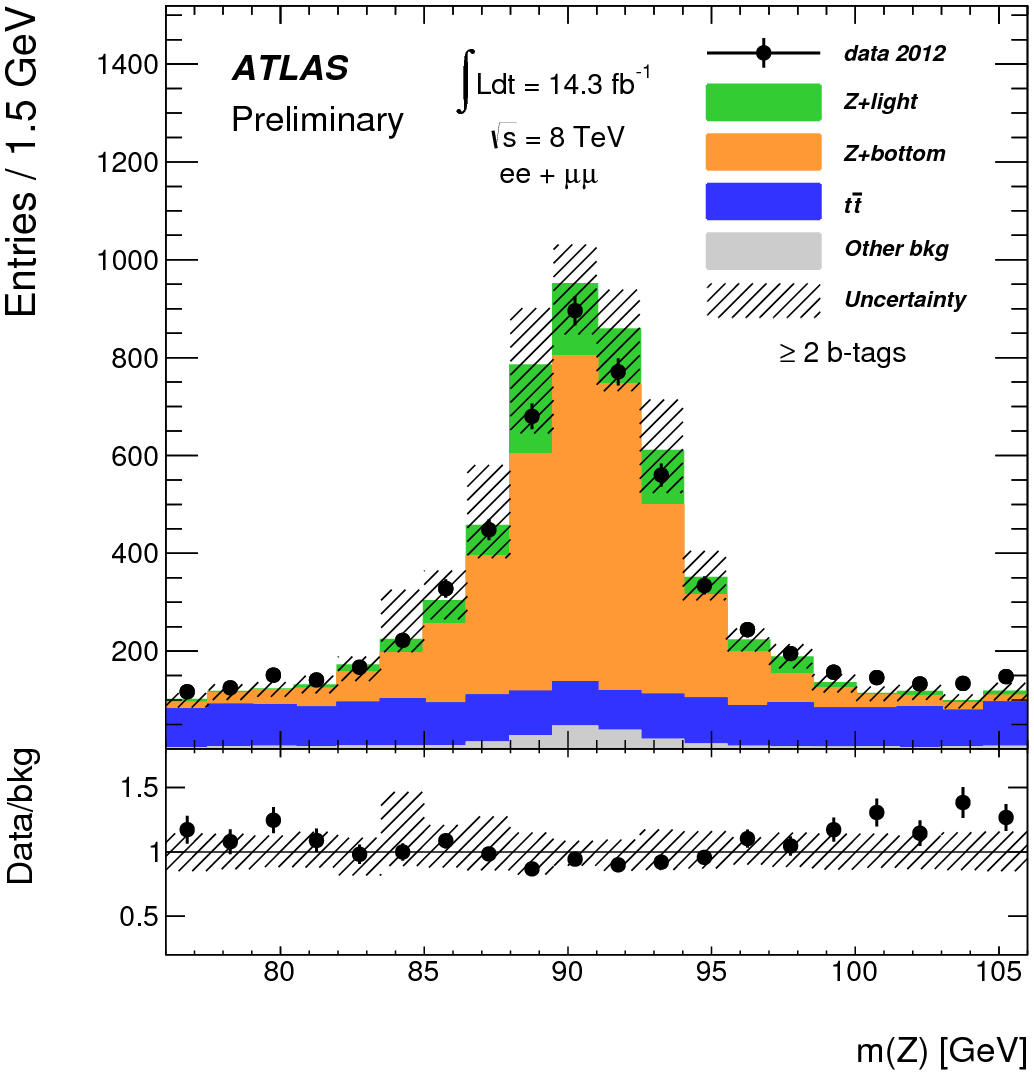 Entries / 1.5 GeV
1400
1200
1000
800
600
400
200
ATLAS
Preliminary
∫Ldt = 14.3 fb⁻¹
√s = 8 TeV
ee + μμ
data 2012
Z+light
Z+bottom
tt̄
Other bkg
Uncertainty
≥ 2 b-tags
Data/bkg
1.5
1
0.5
80 85 90 95 100 105
m(Z) [GeV]